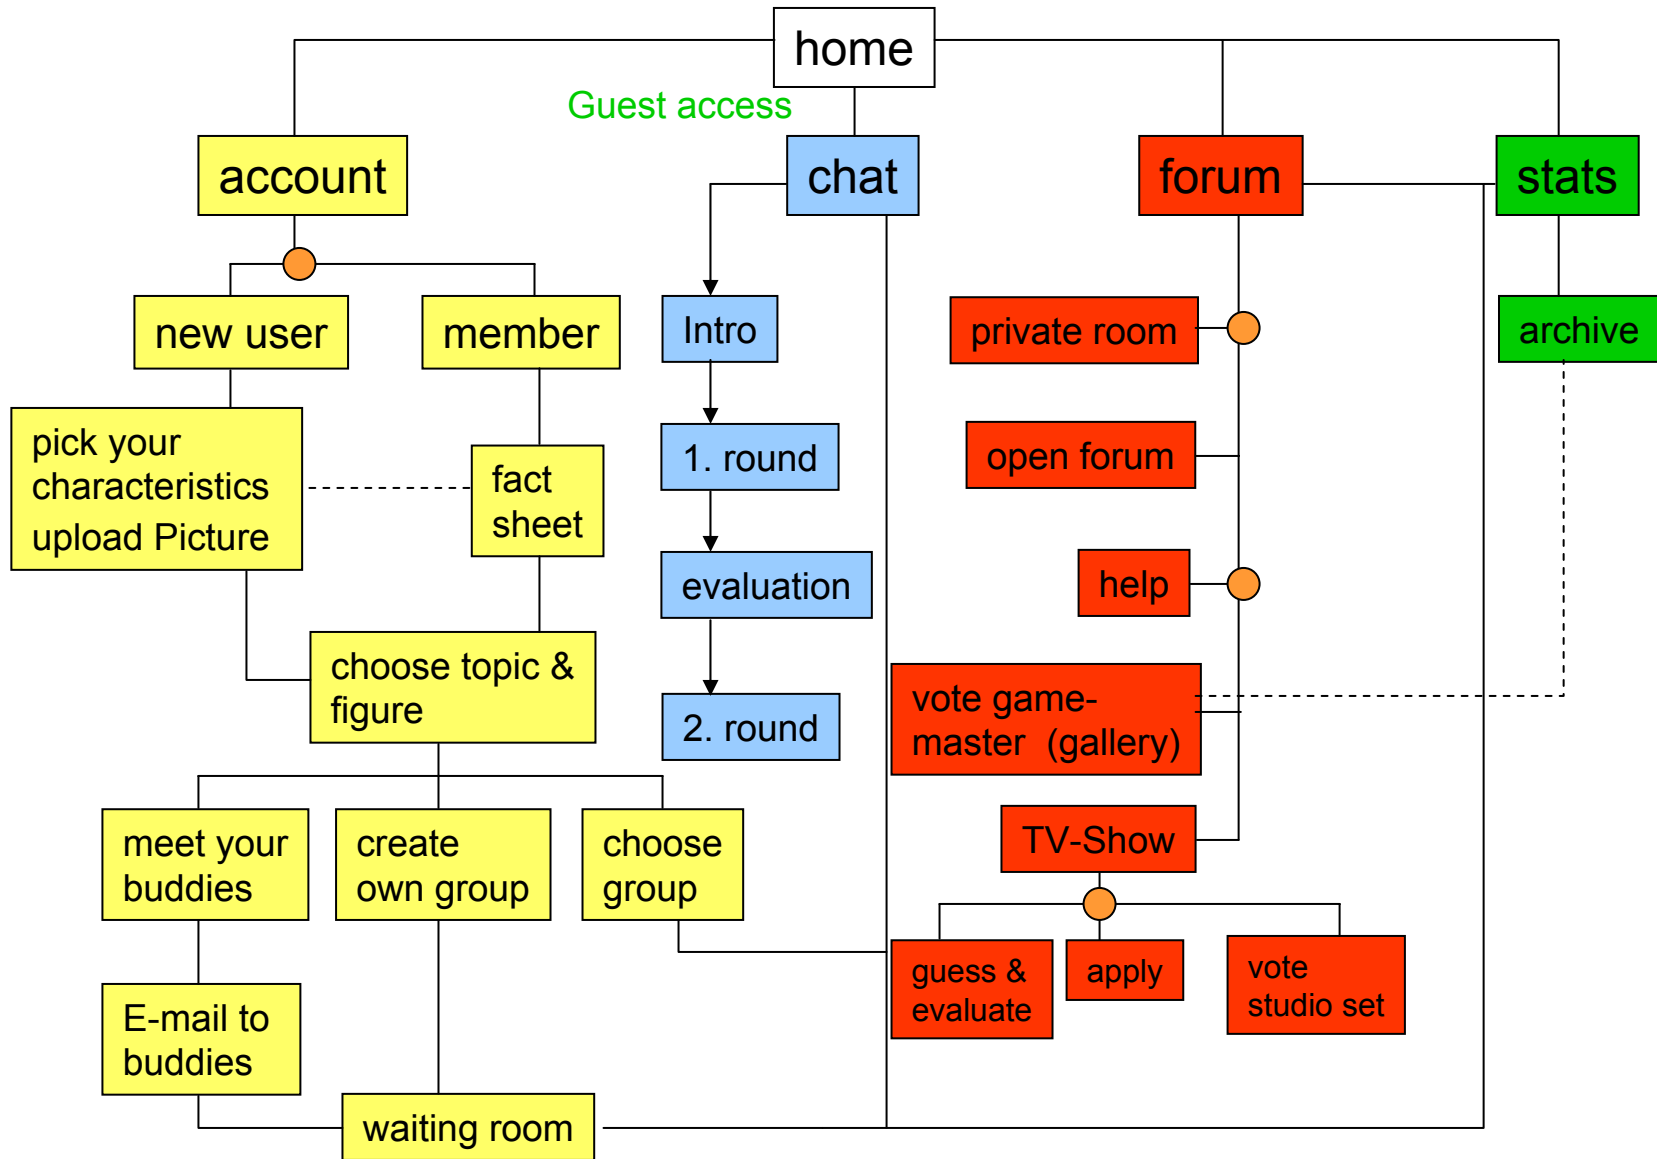 home
Guest access
account
chat
forum
stats
new user
member
Intro
private room
archive
pick your
characteristics
upload Picture
fact
sheet
1. round
open forum
evaluation
help
choose topic &
figure
2. round
vote game-
master (gallery)
meet your
buddies
create
own group
choose
group
TV-Show
guess &
evaluate
apply
vote
studio set
E-mail to
buddies
waiting room